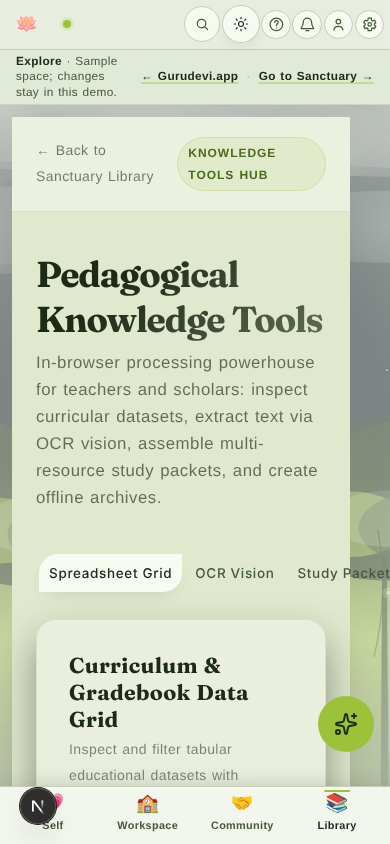 Explore · Sample
space; changes
stay in this demo.
← Gurudevi.app · Go to Sanctuary →
← Back to
Sanctuary Library
KNOWLEDGE
TOOLS HUB
Pedagogical
Knowledge Tools
In-browser processing powerhouse
for teachers and scholars: inspect
curricular datasets, extract text via
OCR vision, assemble multi-
resource study packets, and create
offline archives.
Spreadsheet Grid OCR Vision Study Packet
Curriculum &
Gradebook Data
Grid
Inspect and filter tabular
educational datasets with
N
Self Workspace Community Library